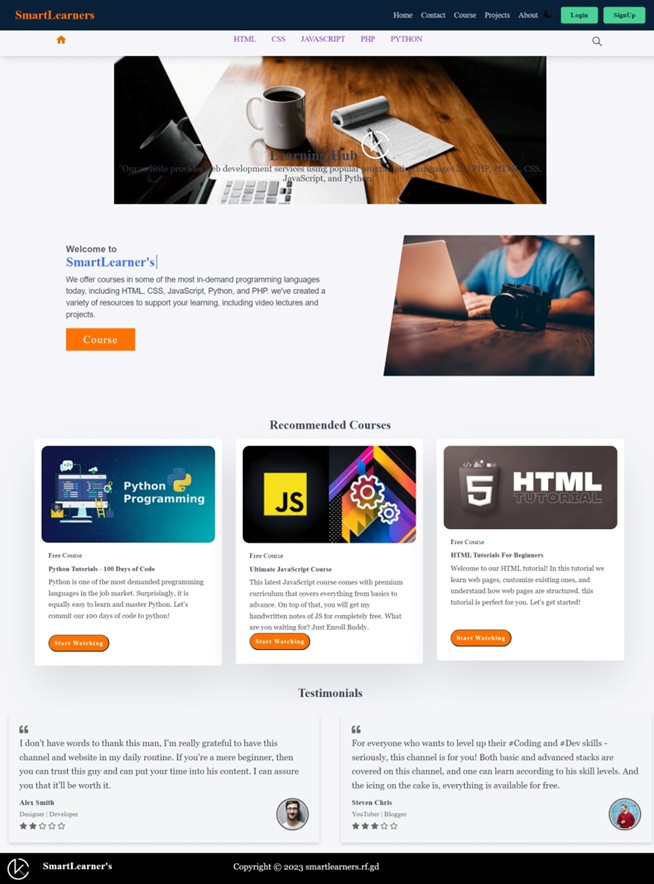 SmartLearners
Home Contact Course Projects About Login SignUp
HTML CSS JAVASCRIPT PHP PYTHON
Learning Hub
"Our website provides web development services using popular programming languages like PHP, HTML, CSS,
JavaScript, and Python."
Welcome to
SmartLearner's
We offer courses in some of the most in-demand programming languages
today, including HTML, CSS, JavaScript, Python, and PHP. we've created a
variety of resources to support your learning, including video lectures and
projects.
Course
Recommended Courses
Python
Programming
Free Course
Python Tutorials - 100 Days of Code
Python is one of the most demanded programming
languages in the job market. Surprisingly, it is
equally easy to learn and master Python. Let's
commit our 100 days of code to python!
Start Watching
JS
Free Course
Ultimate JavaScript Course
This latest JavaScript course comes with premium
curriculum that covers everything from basics to
advance. On top of that, you will get my
handwritten notes of JS for completely free. What
are you waiting for? Just Enroll Buddy.
Start Watching
5
HTML
TUTORIAL
Free Course
HTML Tutorials For Beginners
Welcome to our HTML tutorial! In this tutorial we
learn web pages, customize existing ones, and
understand how web pages are structured. this
tutorial is perfect for you. Let's get started!
Start Watching
Testimonials
I don't have words to thank this man, I'm really grateful to have this
channel and website in my daily routine. If you're a mere beginner, then
you can trust this guy and can put your time into his content. I can assure
you that it'll be worth it.
Alex Smith
Designer | Developer
For everyone who wants to level up their #Coding and #Dev skills -
seriously, this channel is for you! Both basic and advanced stacks are
covered on this channel, and one can learn according to his skill levels. And
the icing on the cake is, everything is available for free.
Steven Chris
YouTuber | Blogger
SmartLearner's
Copyright © 2023 smartlearners.rf.gd